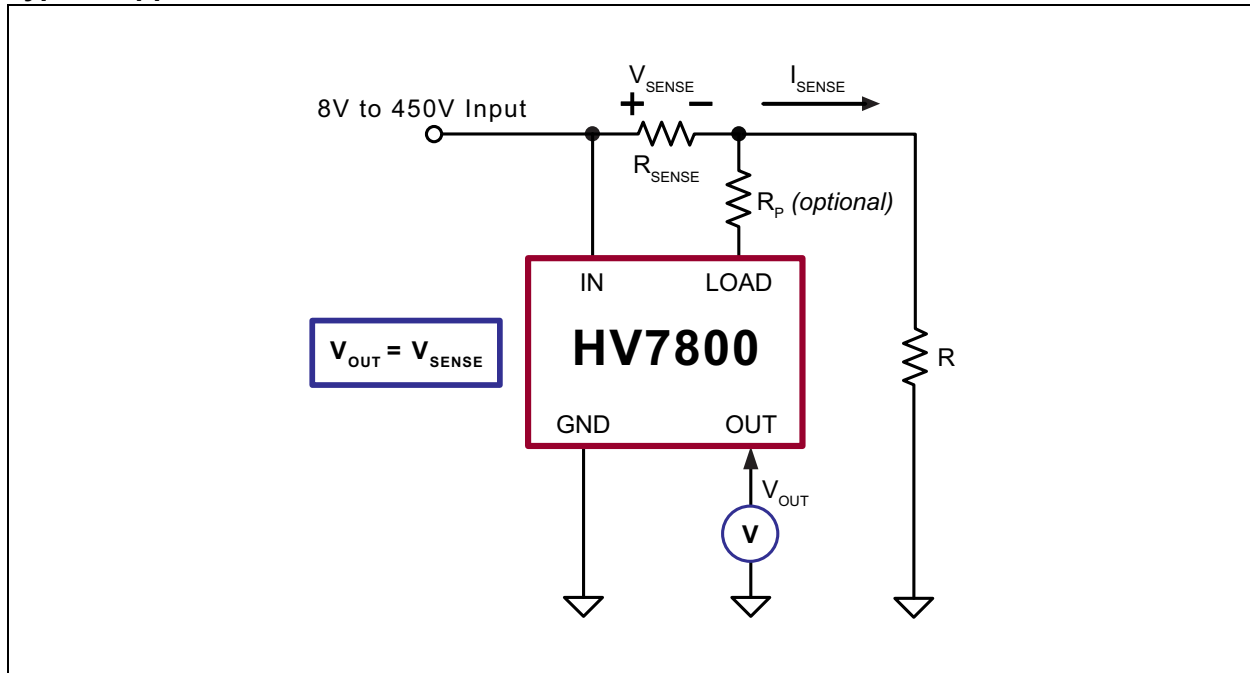 V_SENSE
I_SENSE
8V to 450V Input
+ −
R_SENSE
R_P (optional)
IN LOAD
HV7800
V_OUT = V_SENSE
R
GND OUT
V_OUT
V